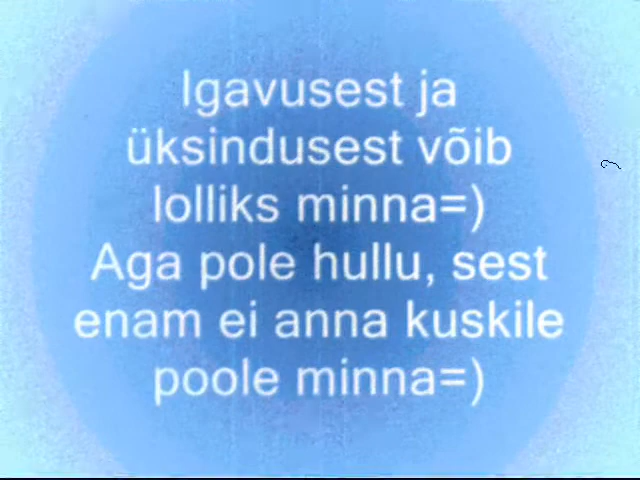 Igavusest ja
üksindusest võib
lolliks minna=)
Aga pole hullu, sest
enam ei anna kuskile
poole minna=)